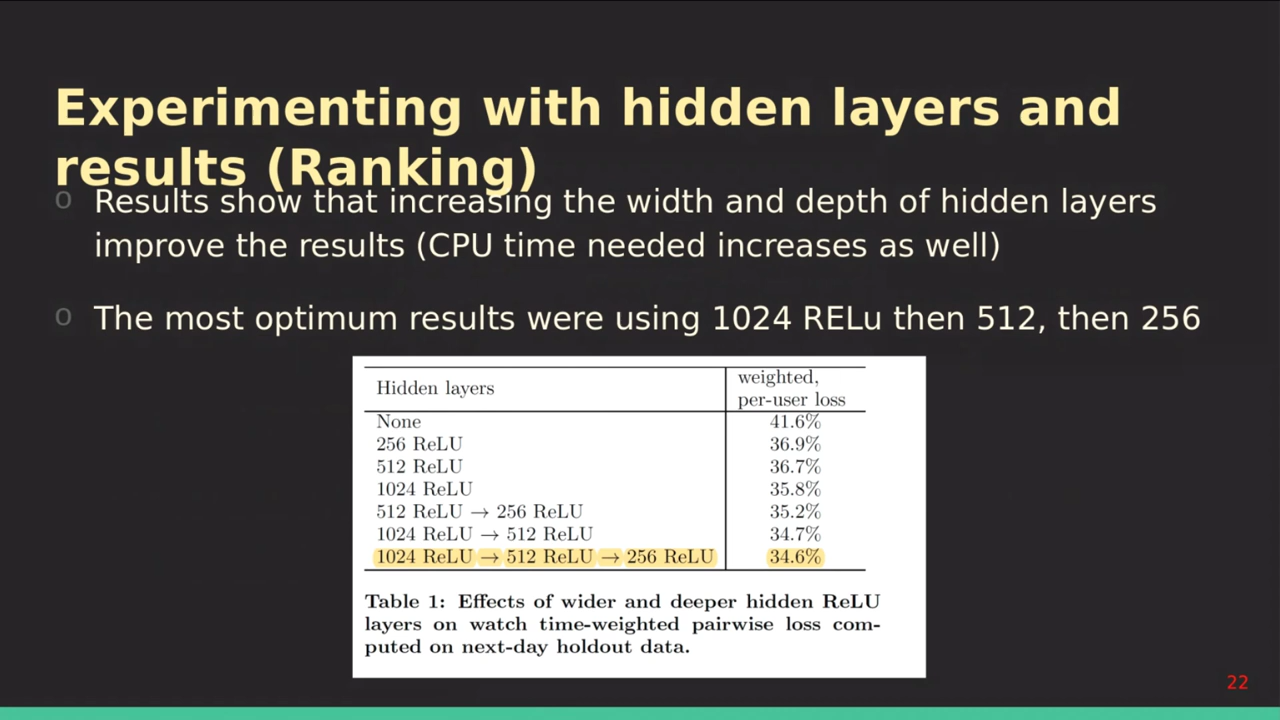 Experimenting with hidden layers and
results (Ranking)
o Results show that increasing the width and depth of hidden layers
improve the results (CPU time needed increases as well)
o The most optimum results were using 1024 RELu then 512, then 256
Hidden layers weighted,
per-user loss
None 41.6%
256 ReLU 36.9%
512 ReLU 36.7%
1024 ReLU 35.8%
512 ReLU → 256 ReLU 35.2%
1024 ReLU → 512 ReLU 34.7%
1024 ReLU → 512 ReLU → 256 ReLU 34.6%
Table 1: Effects of wider and deeper hidden ReLU
layers on watch time-weighted pairwise loss com-
puted on next-day holdout data.
22